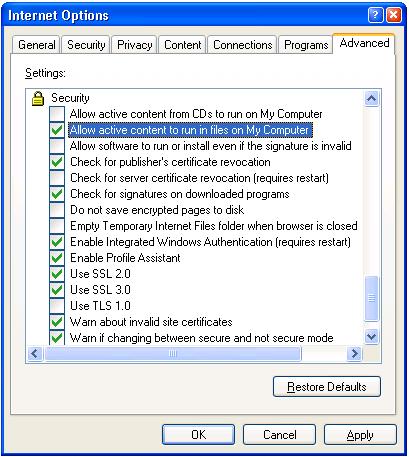 Internet Options
General Security Privacy Content Connections Programs Advanced
Settings:
Security
Allow active content from CDs to run on My Computer
Allow active content to run in files on My Computer
Allow software to run or install even if the signature is invalid
Check for publisher's certificate revocation
Check for server certificate revocation (requires restart)
Check for signatures on downloaded programs
Do not save encrypted pages to disk
Empty Temporary Internet Files folder when browser is closed
Enable Integrated Windows Authentication (requires restart)
Enable Profile Assistant
Use SSL 2.0
Use SSL 3.0
Use TLS 1.0
Warn about invalid site certificates
Warn if changing between secure and not secure mode
Restore Defaults
OK Cancel Apply